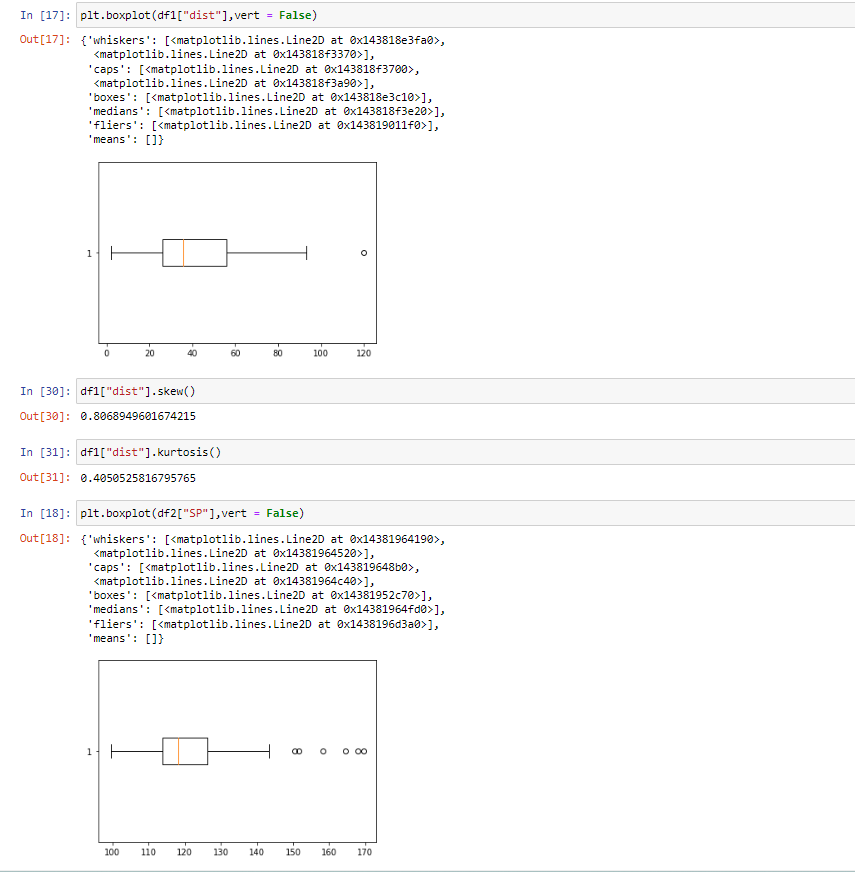 In [17]: plt.boxplot(df1["dist"],vert = False)
Out[17]: {'whiskers': [<matplotlib.lines.Line2D at 0x143818e3fa0>,
<matplotlib.lines.Line2D at 0x143818f3370>],
'caps': [<matplotlib.lines.Line2D at 0x143818f3700>,
<matplotlib.lines.Line2D at 0x143818f3a90>],
'boxes': [<matplotlib.lines.Line2D at 0x143818e3c10>],
'medians': [<matplotlib.lines.Line2D at 0x143818f3e20>],
'fliers': [<matplotlib.lines.Line2D at 0x143819011f0>],
'means': []}
1
0 20 40 60 80 100 120
In [30]: df1["dist"].skew()
Out[30]: 0.8068949601674215
In [31]: df1["dist"].kurtosis()
Out[31]: 0.4050525816795765
In [18]: plt.boxplot(df2["SP"],vert = False)
Out[18]: {'whiskers': [<matplotlib.lines.Line2D at 0x14381964190>,
<matplotlib.lines.Line2D at 0x14381964520>],
'caps': [<matplotlib.lines.Line2D at 0x143819648b0>,
<matplotlib.lines.Line2D at 0x14381964c40>],
'boxes': [<matplotlib.lines.Line2D at 0x14381952c70>],
'medians': [<matplotlib.lines.Line2D at 0x14381964fd0>],
'fliers': [<matplotlib.lines.Line2D at 0x1438196d3a0>],
'means': []}
1
100 110 120 130 140 150 160 170